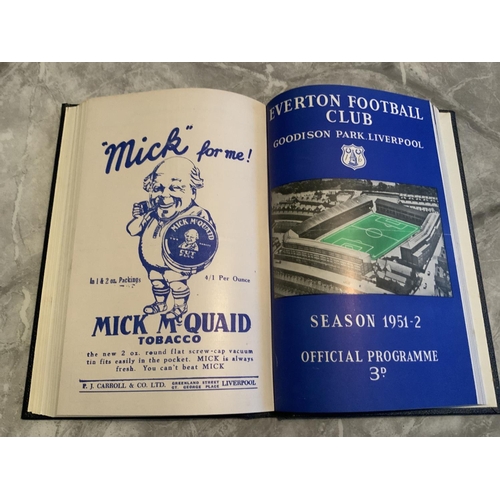 "Mick" for me!
MICK McQUAID
CUT
In 1 & 2 oz. Packings
4/1 Per Ounce
MICK McQUAID
TOBACCO
the new 2 oz. round flat screw-cap vacuum
tin fits easily in the pocket. MICK is always
fresh. You can't beat MICK
P. J. CARROLL & CO. LTD. GREENLAND STREET LIVERPOOL
ST. GEORGE PLACE
EVERTON FOOTBALL
CLUB
GOODISON PARK, LIVERPOOL
SEASON 1951-2
OFFICIAL PROGRAMME
3D